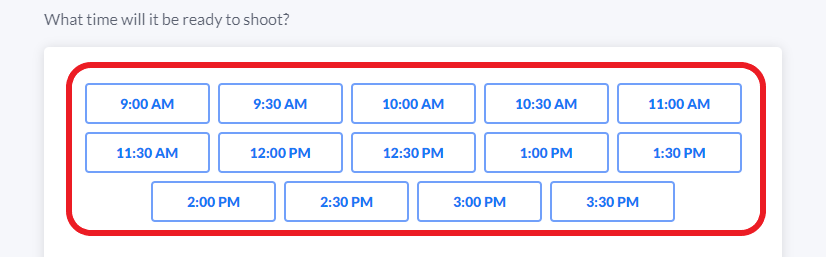 What time will it be ready to shoot?
9:00 AM 9:30 AM 10:00 AM 10:30 AM 11:00 AM
11:30 AM 12:00 PM 12:30 PM 1:00 PM 1:30 PM
2:00 PM 2:30 PM 3:00 PM 3:30 PM